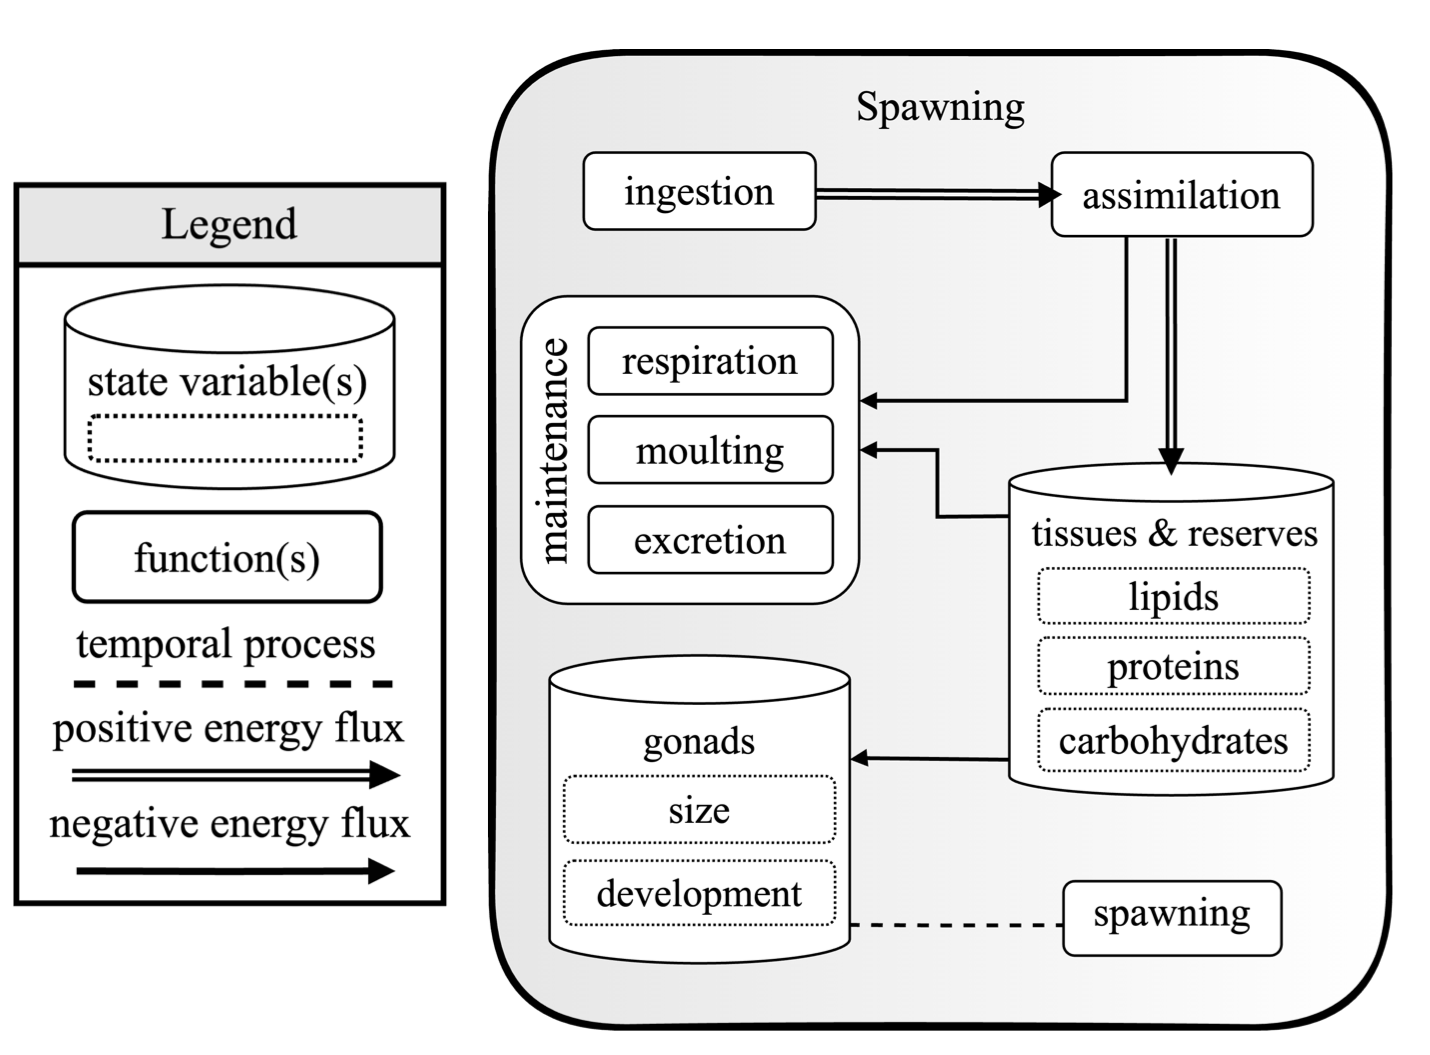 Legend
state variable(s)
function(s)
temporal process
positive energy flux
negative energy flux
Spawning
ingestion
assimilation
maintenance
respiration
moulting
excretion
tissues & reserves
lipids
proteins
carbohydrates
gonads
size
development
spawning